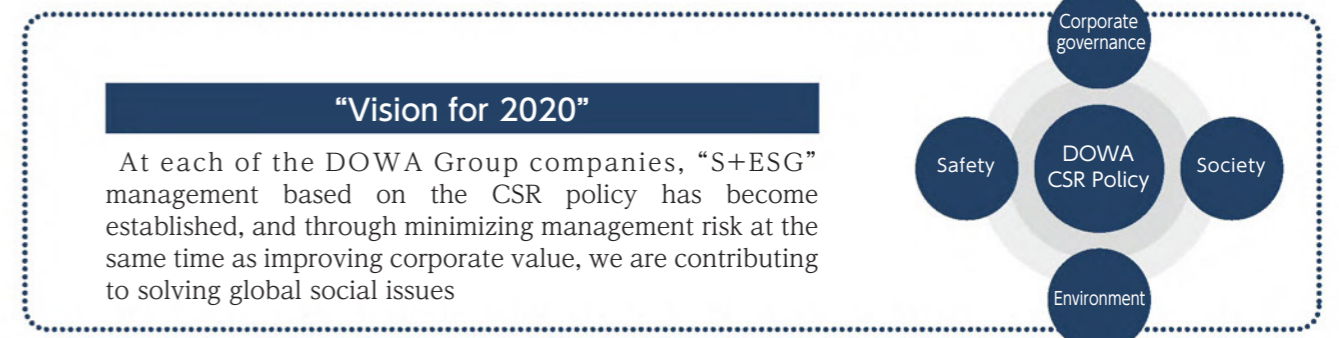 “Vision for 2020”
At each of the DOWA Group companies, “S+ESG”
management based on the CSR policy has become
established, and through minimizing management risk at the
same time as improving corporate value, we are contributing
to solving global social issues
Corporate
governance
Safety
DOWA
CSR Policy
Society
Environment